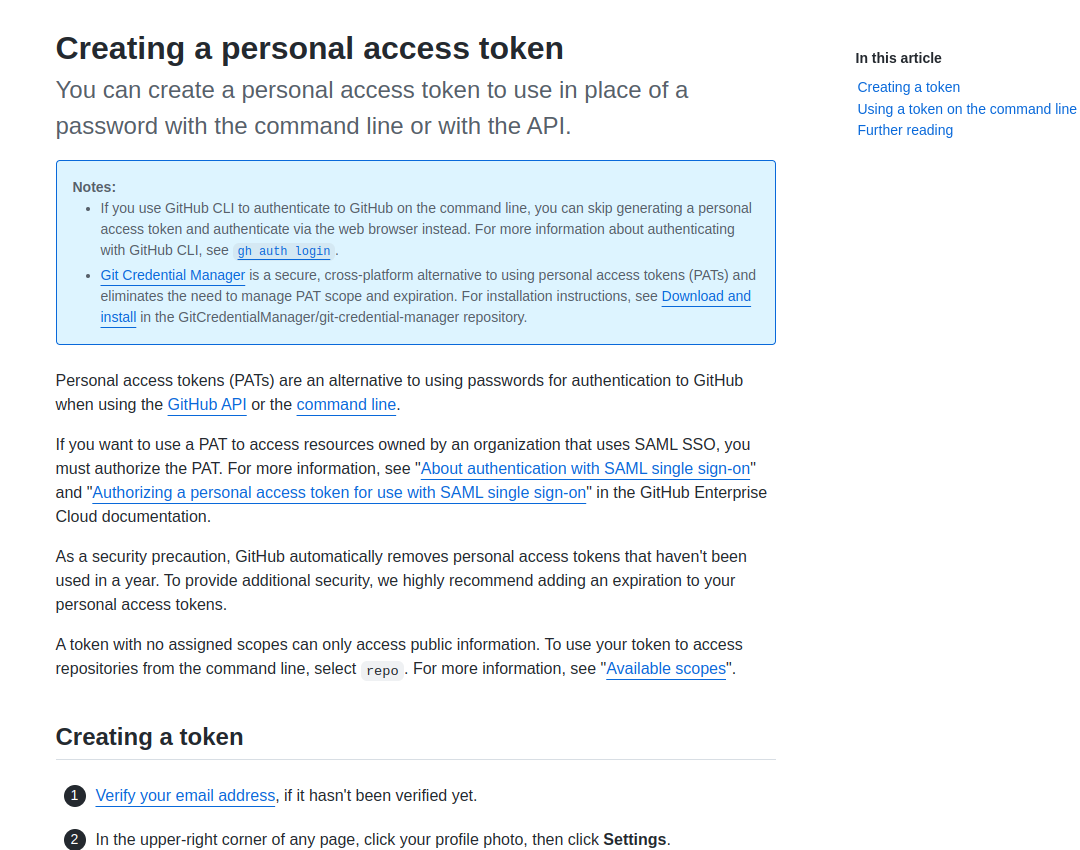 Creating a personal access token
You can create a personal access token to use in place of a
password with the command line or with the API.
Notes:
If you use GitHub CLI to authenticate to GitHub on the command line, you can skip generating a personal
access token and authenticate via the web browser instead. For more information about authenticating
with GitHub CLI, see gh auth login.
Git Credential Manager is a secure, cross-platform alternative to using personal access tokens (PATs) and
eliminates the need to manage PAT scope and expiration. For installation instructions, see Download and
install in the GitCredentialManager/git-credential-manager repository.
Personal access tokens (PATs) are an alternative to using passwords for authentication to GitHub
when using the GitHub API or the command line.
If you want to use a PAT to access resources owned by an organization that uses SAML SSO, you
must authorize the PAT. For more information, see "About authentication with SAML single sign-on"
and "Authorizing a personal access token for use with SAML single sign-on" in the GitHub Enterprise
Cloud documentation.
As a security precaution, GitHub automatically removes personal access tokens that haven't been
used in a year. To provide additional security, we highly recommend adding an expiration to your
personal access tokens.
A token with no assigned scopes can only access public information. To use your token to access
repositories from the command line, select repo. For more information, see "Available scopes".
Creating a token
1 Verify your email address, if it hasn't been verified yet.
2 In the upper-right corner of any page, click your profile photo, then click Settings.
In this article
Creating a token
Using a token on the command line
Further reading